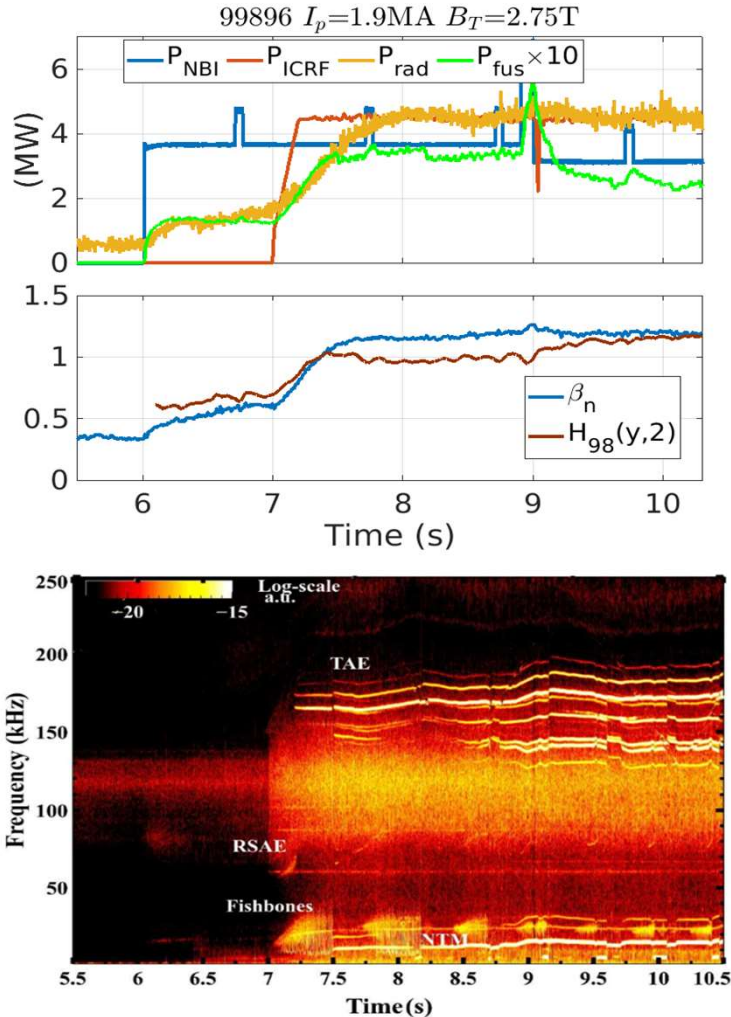 99896 I_p=1.9MA B_T=2.75T
P_NBI P_ICRF P_rad P_fus×10
6
4
2
0
(MW)
1.5
1
0.5
0
β_n
H_98(y,2)
6 7 8 9 10
Time (s)
250
200
150
100
50
Frequency (kHz)
Log-scale
a.u.
−20 −15
TAE
RSAE
Fishbones
NTM
5.5 6 6.5 7 7.5 8 8.5 9 9.5 10 10.5
Time(s)